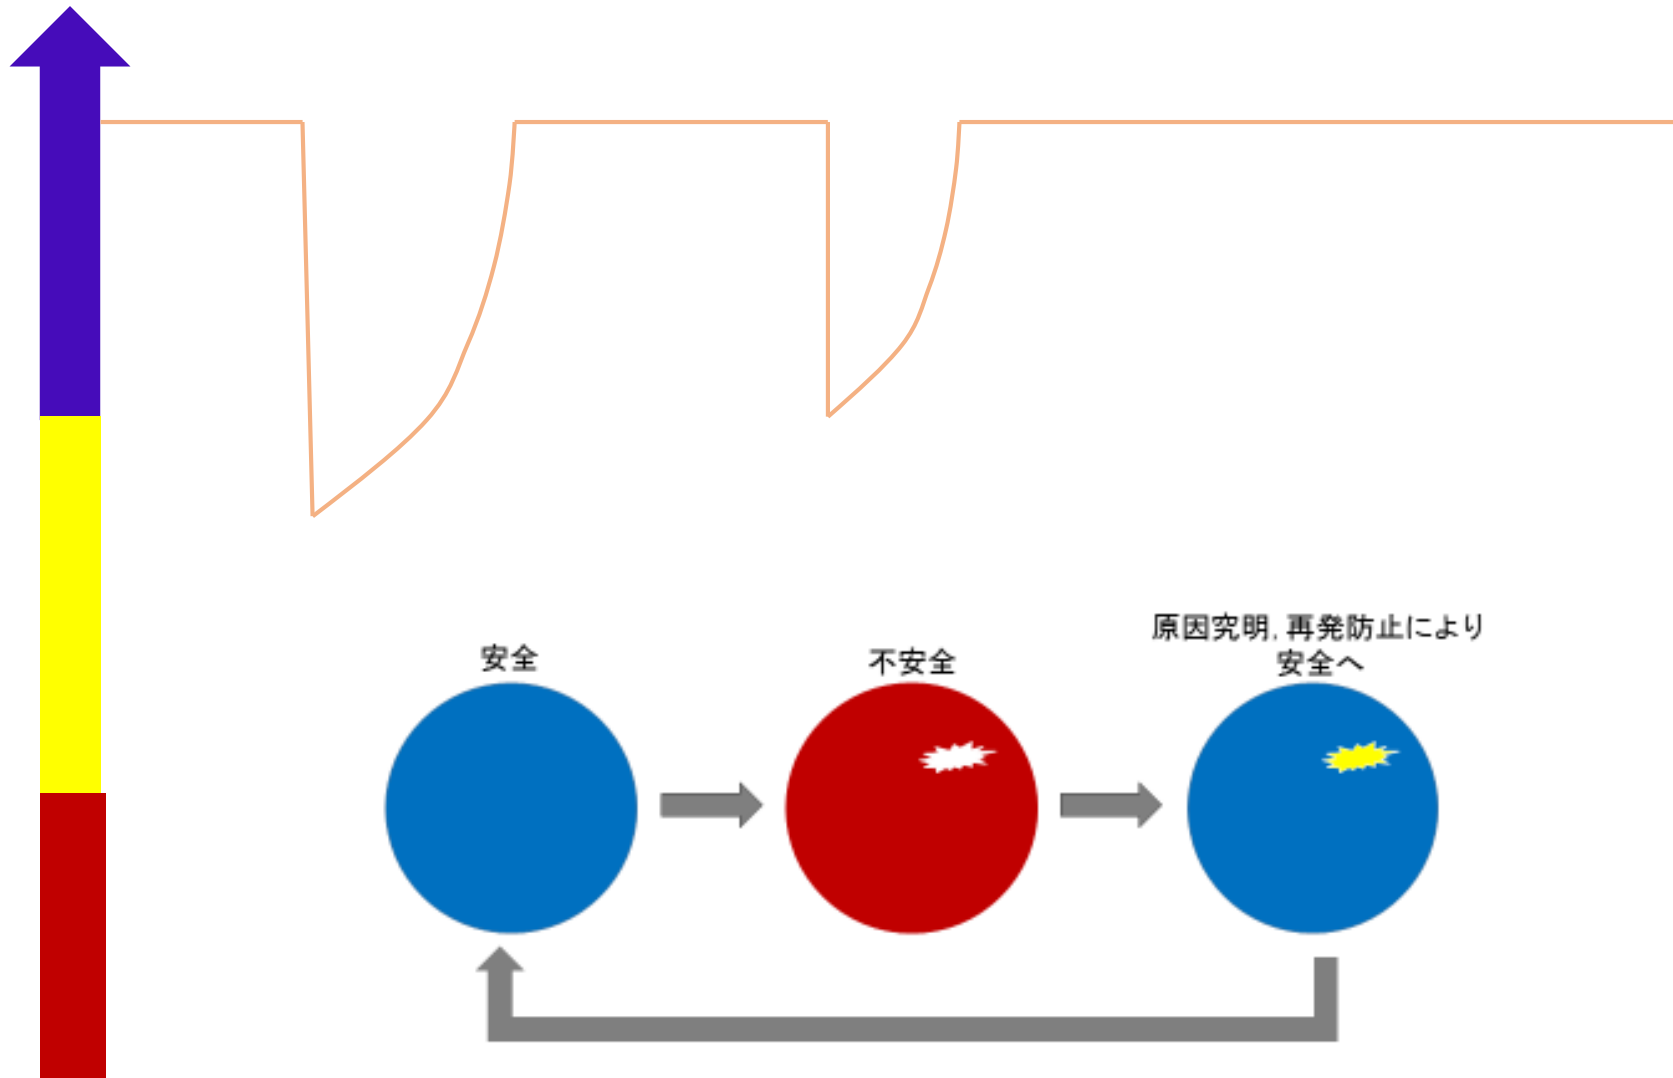 安全
不安全
原因究明, 再発防止により
安全へ